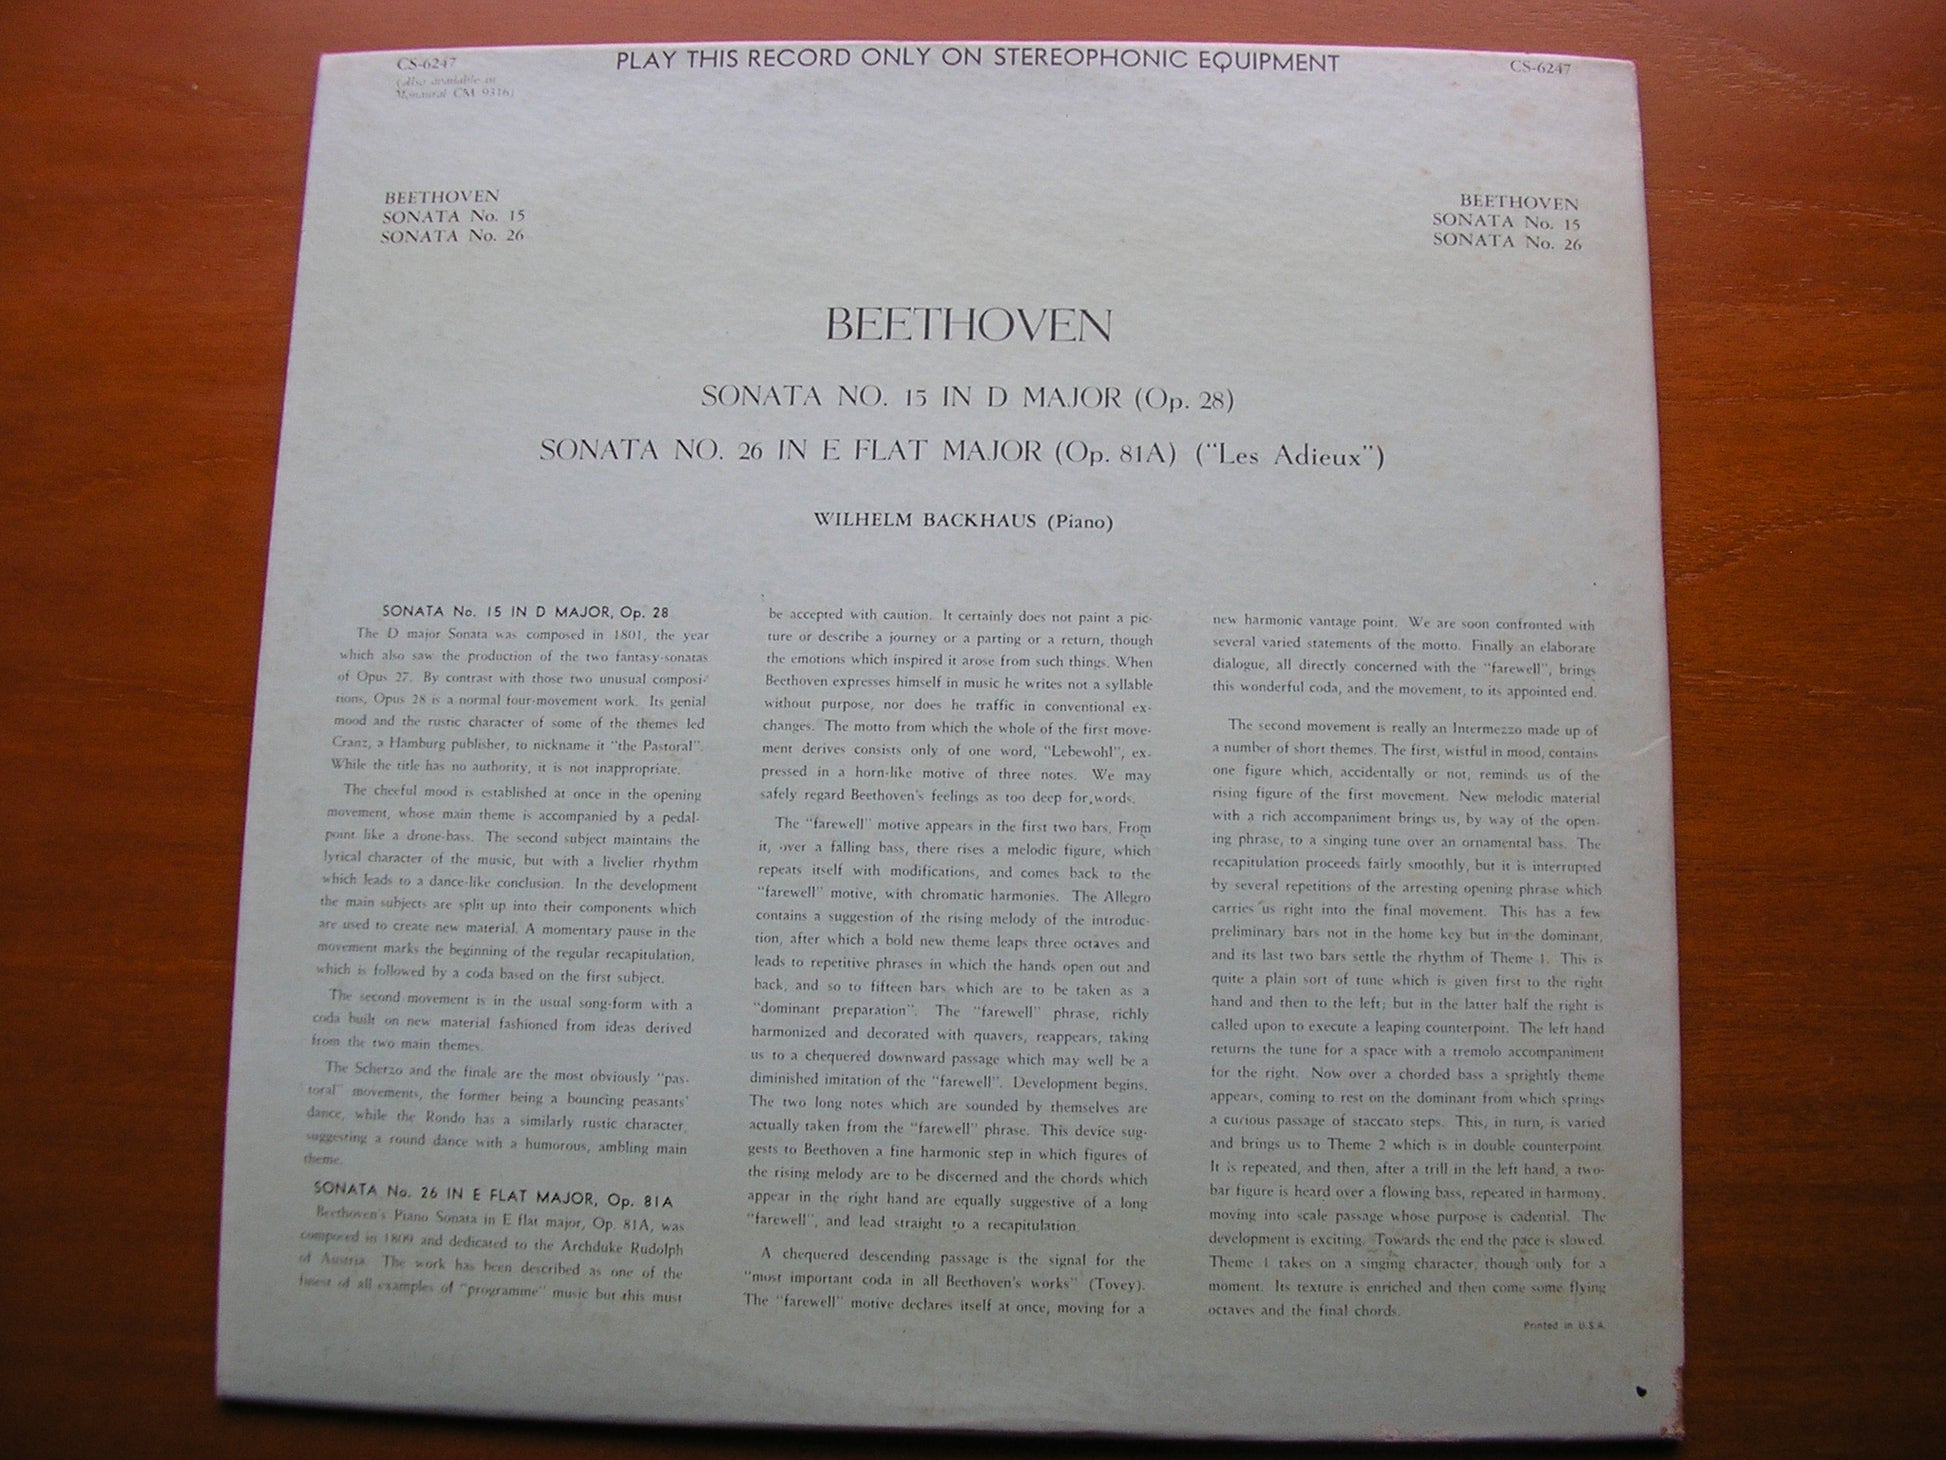 CS-6247
(also available in
Monaural CM 9316)
PLAY THIS RECORD ONLY ON STEREOPHONIC EQUIPMENT
CS-6247
BEETHOVEN
SONATA No. 15
SONATA No. 26
BEETHOVEN
SONATA No. 15
SONATA No. 26
BEETHOVEN
SONATA NO. 15 IN D MAJOR (Op. 28)
SONATA NO. 26 IN E FLAT MAJOR (Op. 81A) ("Les Adieux")
WILHELM BACKHAUS (Piano)
SONATA No. 15 IN D MAJOR, Op. 28
The D major Sonata was composed in 1801, the year
which also saw the production of the two fantasy-sonatas
of Opus 27. By contrast with those two unusual composi-
tions, Opus 28 is a normal four-movement work. Its genial
mood and the rustic character of some of the themes led
Cranz, a Hamburg publisher, to nickname it "the Pastoral".
While the title has no authority, it is not inappropriate.
The cheeful mood is established at once in the opening
movement, whose main theme is accompanied by a pedal-
point like a drone-bass. The second subject maintains the
lyrical character of the music, but with a livelier rhythm
which leads to a dance-like conclusion. In the development
the main subjects are split up into their components which
are used to create new material. A momentary pause in the
movement marks the beginning of the regular recapitulation,
which is followed by a coda based on the first subject.
The second movement is in the usual song-form with a
coda built on new material fashioned from ideas derived
from the two main themes.
The Scherzo and the finale are the most obviously "pas-
toral" movements, the former being a bouncing peasants'
dance, while the Rondo has a similarly rustic character,
suggesting a round dance with a humorous, ambling main
theme.
SONATA No. 26 IN E FLAT MAJOR, Op. 81A
Beethoven's Piano Sonata in E flat major, Op. 81A, was
composed in 1809 and dedicated to the Archduke Rudolph
of Austria. The work has been described as one of the
finest of all examples of "programme" music but this must
be accepted with caution. It certainly does not paint a pic-
ture or describe a journey or a parting or a return, though
the emotions which inspired it arose from such things. When
Beethoven expresses himself in music he writes not a syllable
without purpose, nor does he traffic in conventional ex-
changes. The motto from which the whole of the first move-
ment derives consists only of one word, "Lebewohl", ex-
pressed in a horn-like motive of three notes. We may
safely regard Beethoven's feelings as too deep for words.
The "farewell" motive appears in the first two bars. From
it, over a falling bass, there rises a melodic figure, which
repeats itself with modifications, and comes back to the
"farewell" motive, with chromatic harmonies. The Allegro
contains a suggestion of the rising melody of the introduc-
tion, after which a bold new theme leaps three octaves and
leads to repetitive phrases in which the hands open out and
back, and so to fifteen bars which are to be taken as a
"dominant preparation". The "farewell" phrase, richly
harmonized and decorated with quavers, reappears, taking
us to a chequered downward passage which may well be a
diminished imitation of the "farewell". Development begins.
The two long notes which are sounded by themselves are
actually taken from the "farewell" phrase. This device sug-
gests to Beethoven a fine harmonic step in which figures of
the rising melody are to be discerned and the chords which
appear in the right hand are equally suggestive of a long
"farewell", and lead straight to a recapitulation.
A chequered descending passage is the signal for the
"most important coda in all Beethoven's works" (Tovey).
The "farewell" motive declares itself at once, moving for a
new harmonic vantage point. We are soon confronted with
several varied statements of the motto. Finally an elaborate
dialogue, all directly concerned with the "farewell", brings
this wonderful coda, and the movement, to its appointed end.
The second movement is really an Intermezzo made up of
a number of short themes. The first, wistful in mood, contains
one figure which, accidentally or not, reminds us of the
rising figure of the first movement. New melodic material
with a rich accompaniment brings us, by way of the open-
ing phrase, to a singing tune over an ornamental bass. The
recapitulation proceeds fairly smoothly, but it is interrupted
by several repetitions of the arresting opening phrase which
carries us right into the final movement. This has a few
preliminary bars not in the home key but in the dominant,
and its last two bars settle the rhythm of Theme 1. This is
quite a plain sort of tune which is given first to the right
hand and then to the left; but in the latter half the right is
called upon to execute a leaping counterpoint. The left hand
returns the tune for a space with a tremolo accompaniment
for the right. Now over a chorded bass a sprightly theme
appears, coming to rest on the dominant from which springs
a curious passage of staccato steps. This, in turn, is varied
and brings us to Theme 2 which is in double counterpoint.
It is repeated, and then, after a trill in the left hand, a two-
bar figure is heard over a flowing bass, repeated in harmony,
moving into scale passage whose purpose is cadential. The
development is exciting. Towards the end the pace is slowed.
Theme 1 takes on a singing character, though only for a
moment. Its texture is enriched and then come some flying
octaves and the final chords.
Printed in U.S.A.